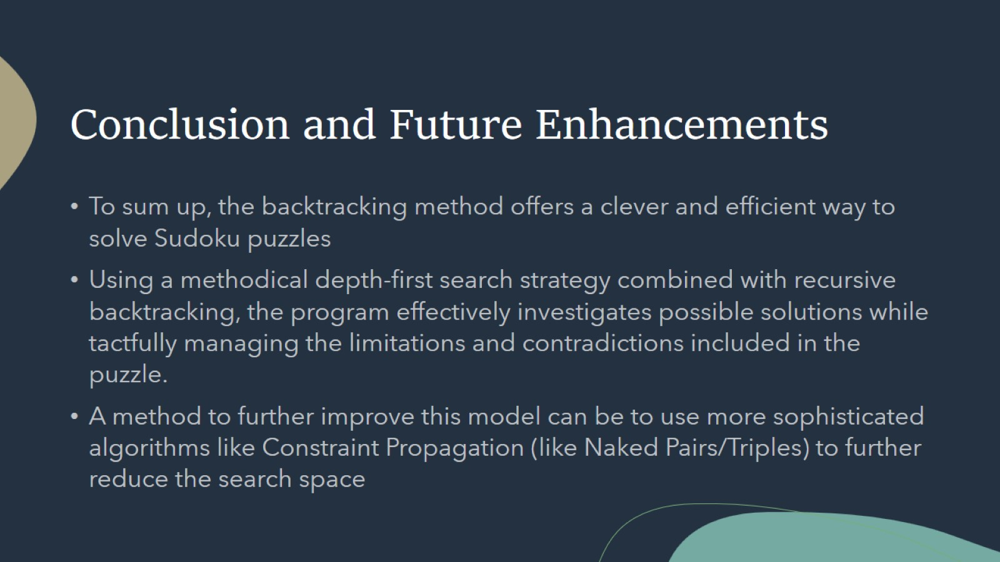 Conclusion and Future Enhancements
• To sum up, the backtracking method offers a clever and efficient way to
solve Sudoku puzzles
• Using a methodical depth-first search strategy combined with recursive
backtracking, the program effectively investigates possible solutions while
tactfully managing the limitations and contradictions included in the
puzzle.
• A method to further improve this model can be to use more sophisticated
algorithms like Constraint Propagation (like Naked Pairs/Triples) to further
reduce the search space